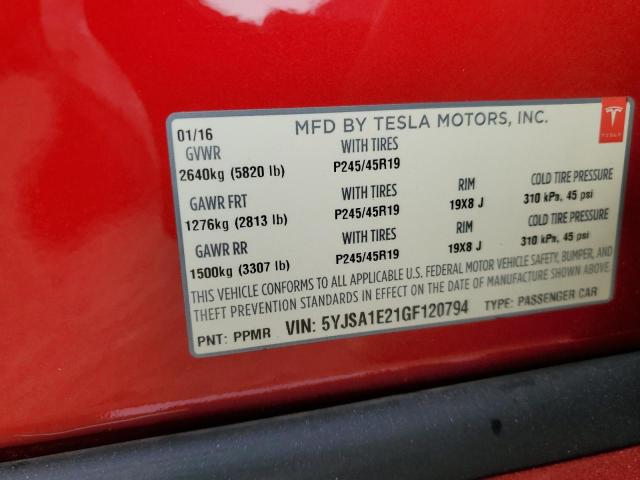 01/16 MFD BY TESLA MOTORS, INC.
GVWR WITH TIRES
2640kg (5820 lb) P245/45R19
GAWR FRT WITH TIRES RIM COLD TIRE PRESSURE
1276kg (2813 lb) P245/45R19 19X8 J 310 kPa, 45 psi
GAWR RR WITH TIRES RIM COLD TIRE PRESSURE
1500kg (3307 lb) P245/45R19 19X8 J 310 kPa, 45 psi
THIS VEHICLE CONFORMS TO ALL APPLICABLE U.S. FEDERAL MOTOR VEHICLE SAFETY, BUMPER, AND
THEFT PREVENTION STANDARDS IN EFFECT ON THE DATE OF MANUFACTURE SHOWN ABOVE.
PNT: PPMR VIN: 5YJSA1E21GF120794 TYPE: PASSENGER CAR
TESLA